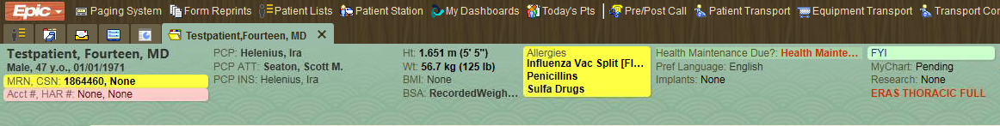 Epic Paging System Form Reprints Patient Lists Patient Station My Dashboards Today's Pts Pre/Post Call Patient Transport Equipment Transport Transport Cor
Testpatient,Fourteen, MD
Testpatient, Fourteen, MD
Male, 47 y.o., 01/01/1971
MRN, CSN: 1864460, None
Acct #, HAR #: None, None
PCP: Helenius, Ira
PCP ATT: Seaton, Scott M.
PCP INS: Helenius, Ira
Ht: 1.651 m (5' 5")
Wt: 56.7 kg (125 lb)
BMI: None
BSA: RecordedWeigh...
Allergies
Influenza Vac Split [Fl...
Penicillins
Sulfa Drugs
Health Maintenance Due?: Health Mainte...
Pref Language: English
Implants: None
FYI
MyChart: Pending
Research: None
ERAS THORACIC FULL